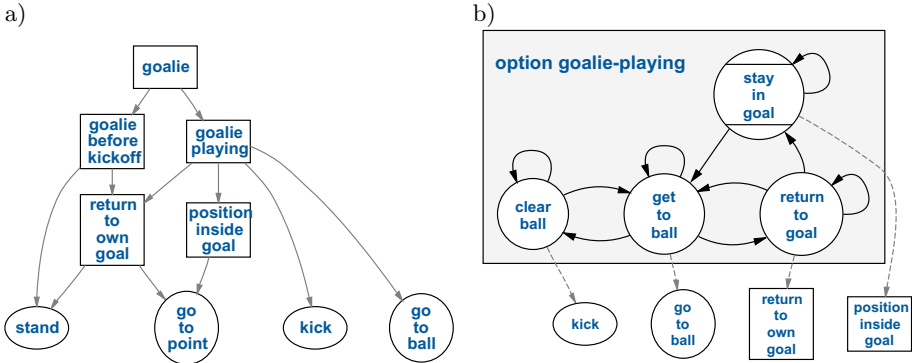 a)
goalie
goalie
before
kickoff
goalie
playing
return
to
own
goal
position
inside
goal
stand
go
to
point
kick
go
to
ball
b)
option goalie-playing
stay
in
goal
clear
ball
get
to
ball
return
to
goal
kick
go
to
ball
return
to
own
goal
position
inside
goal